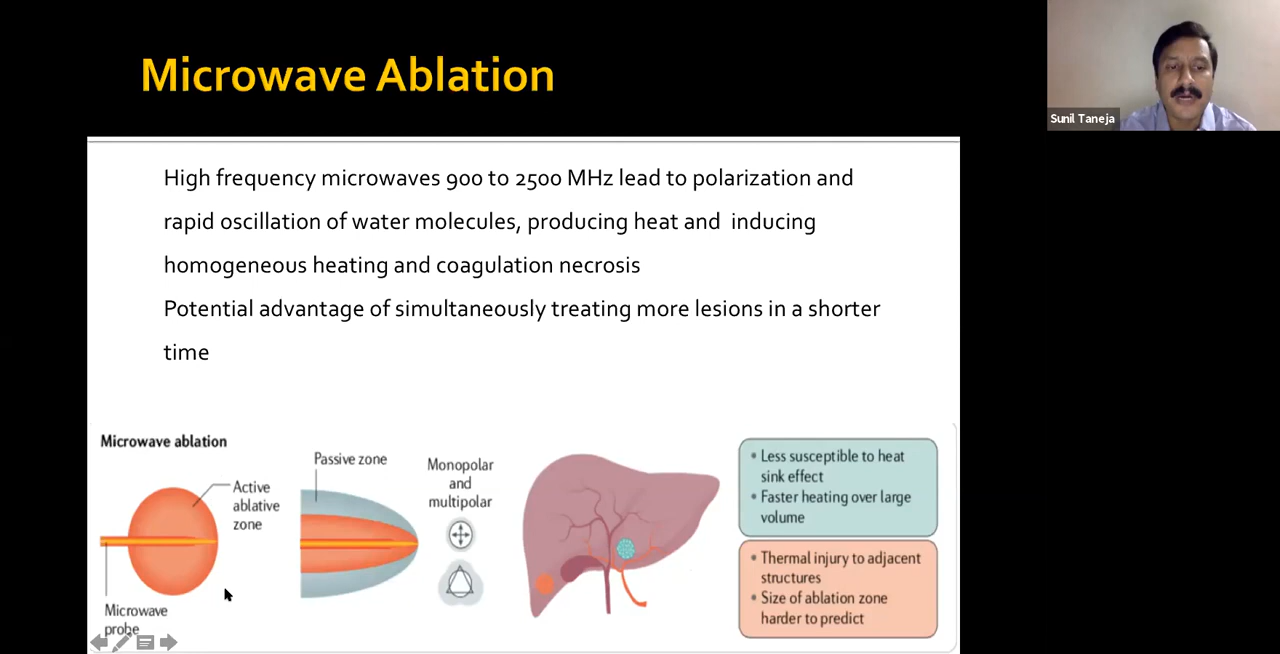 Microwave Ablation
Sunil Taneja
High frequency microwaves 900 to 2500 MHz lead to polarization and
rapid oscillation of water molecules, producing heat and inducing
homogeneous heating and coagulation necrosis
Potential advantage of simultaneously treating more lesions in a shorter
time
Microwave ablation
Active
ablative
zone
Microwave
probe
Passive zone
Monopolar
and
multipolar
• Less susceptible to heat
sink effect
• Faster heating over large
volume
• Thermal injury to adjacent
structures
• Size of ablation zone
harder to predict